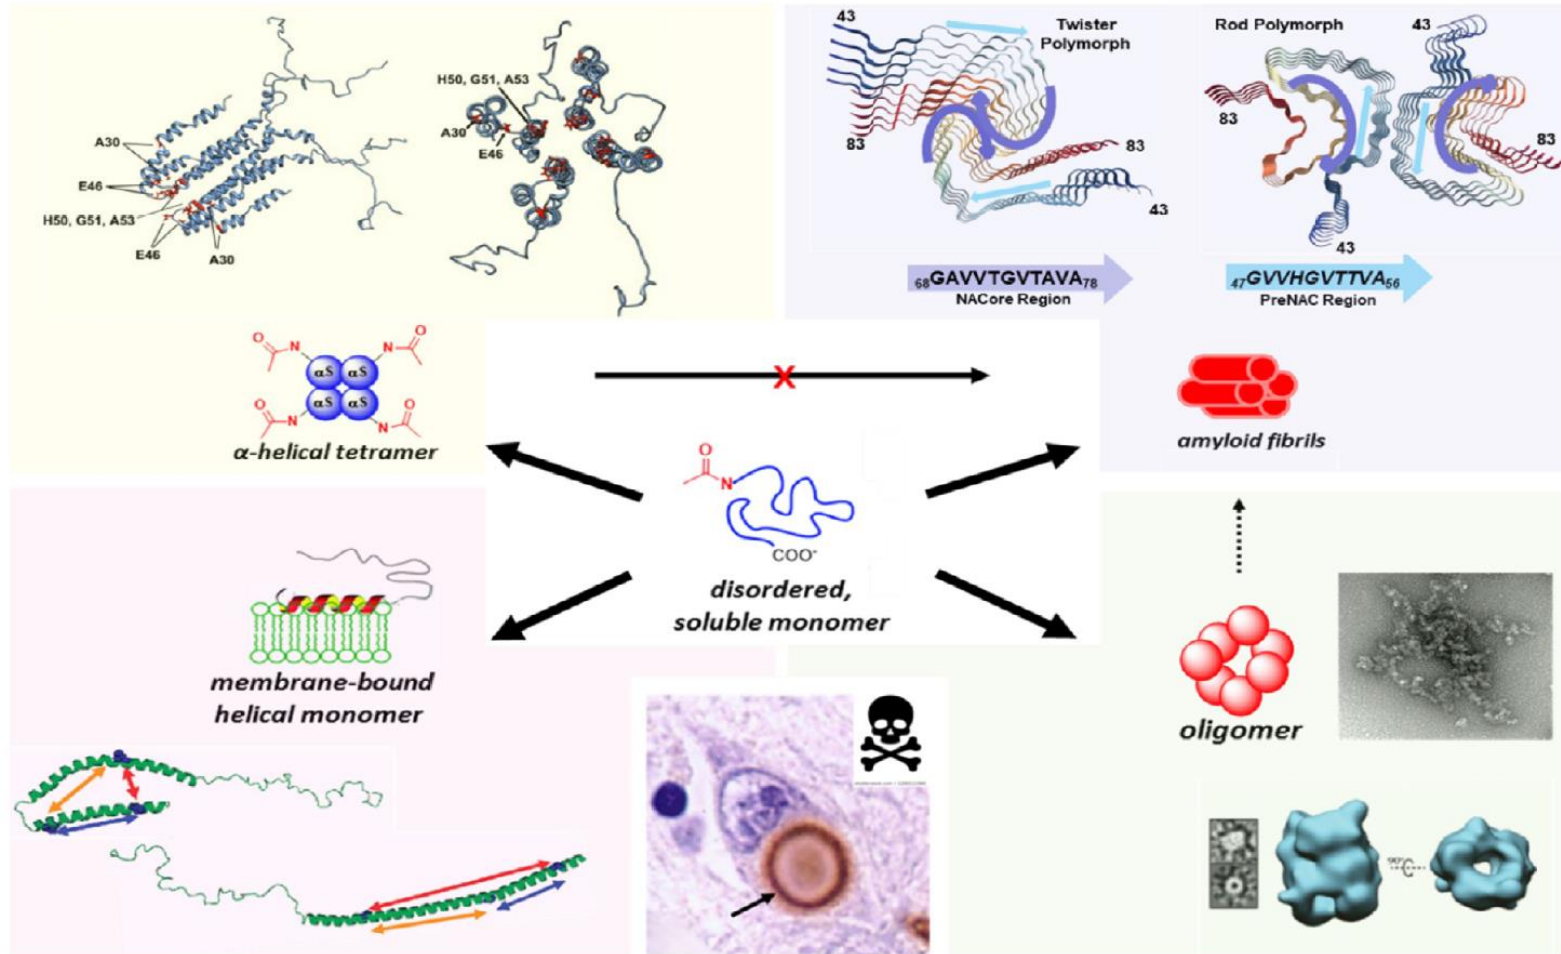 H50, G51, A53
A30
E46
A30
E46
H50, G51, A53
E46
A30
O
N
N
O
αS
αS
αS
αS
O
N
N
O
α-helical tetramer
43
Twister
Polymorph
83
83
43
68GAVVTGVTAVA78
NACore Region
Rod Polymorph
43
83
83
43
47GVVHGVTTVA56
PreNAC Region
amyloid fibrils
X
O
N
COO-
disordered,
soluble monomer
membrane-bound
helical monomer
oligomer
90°